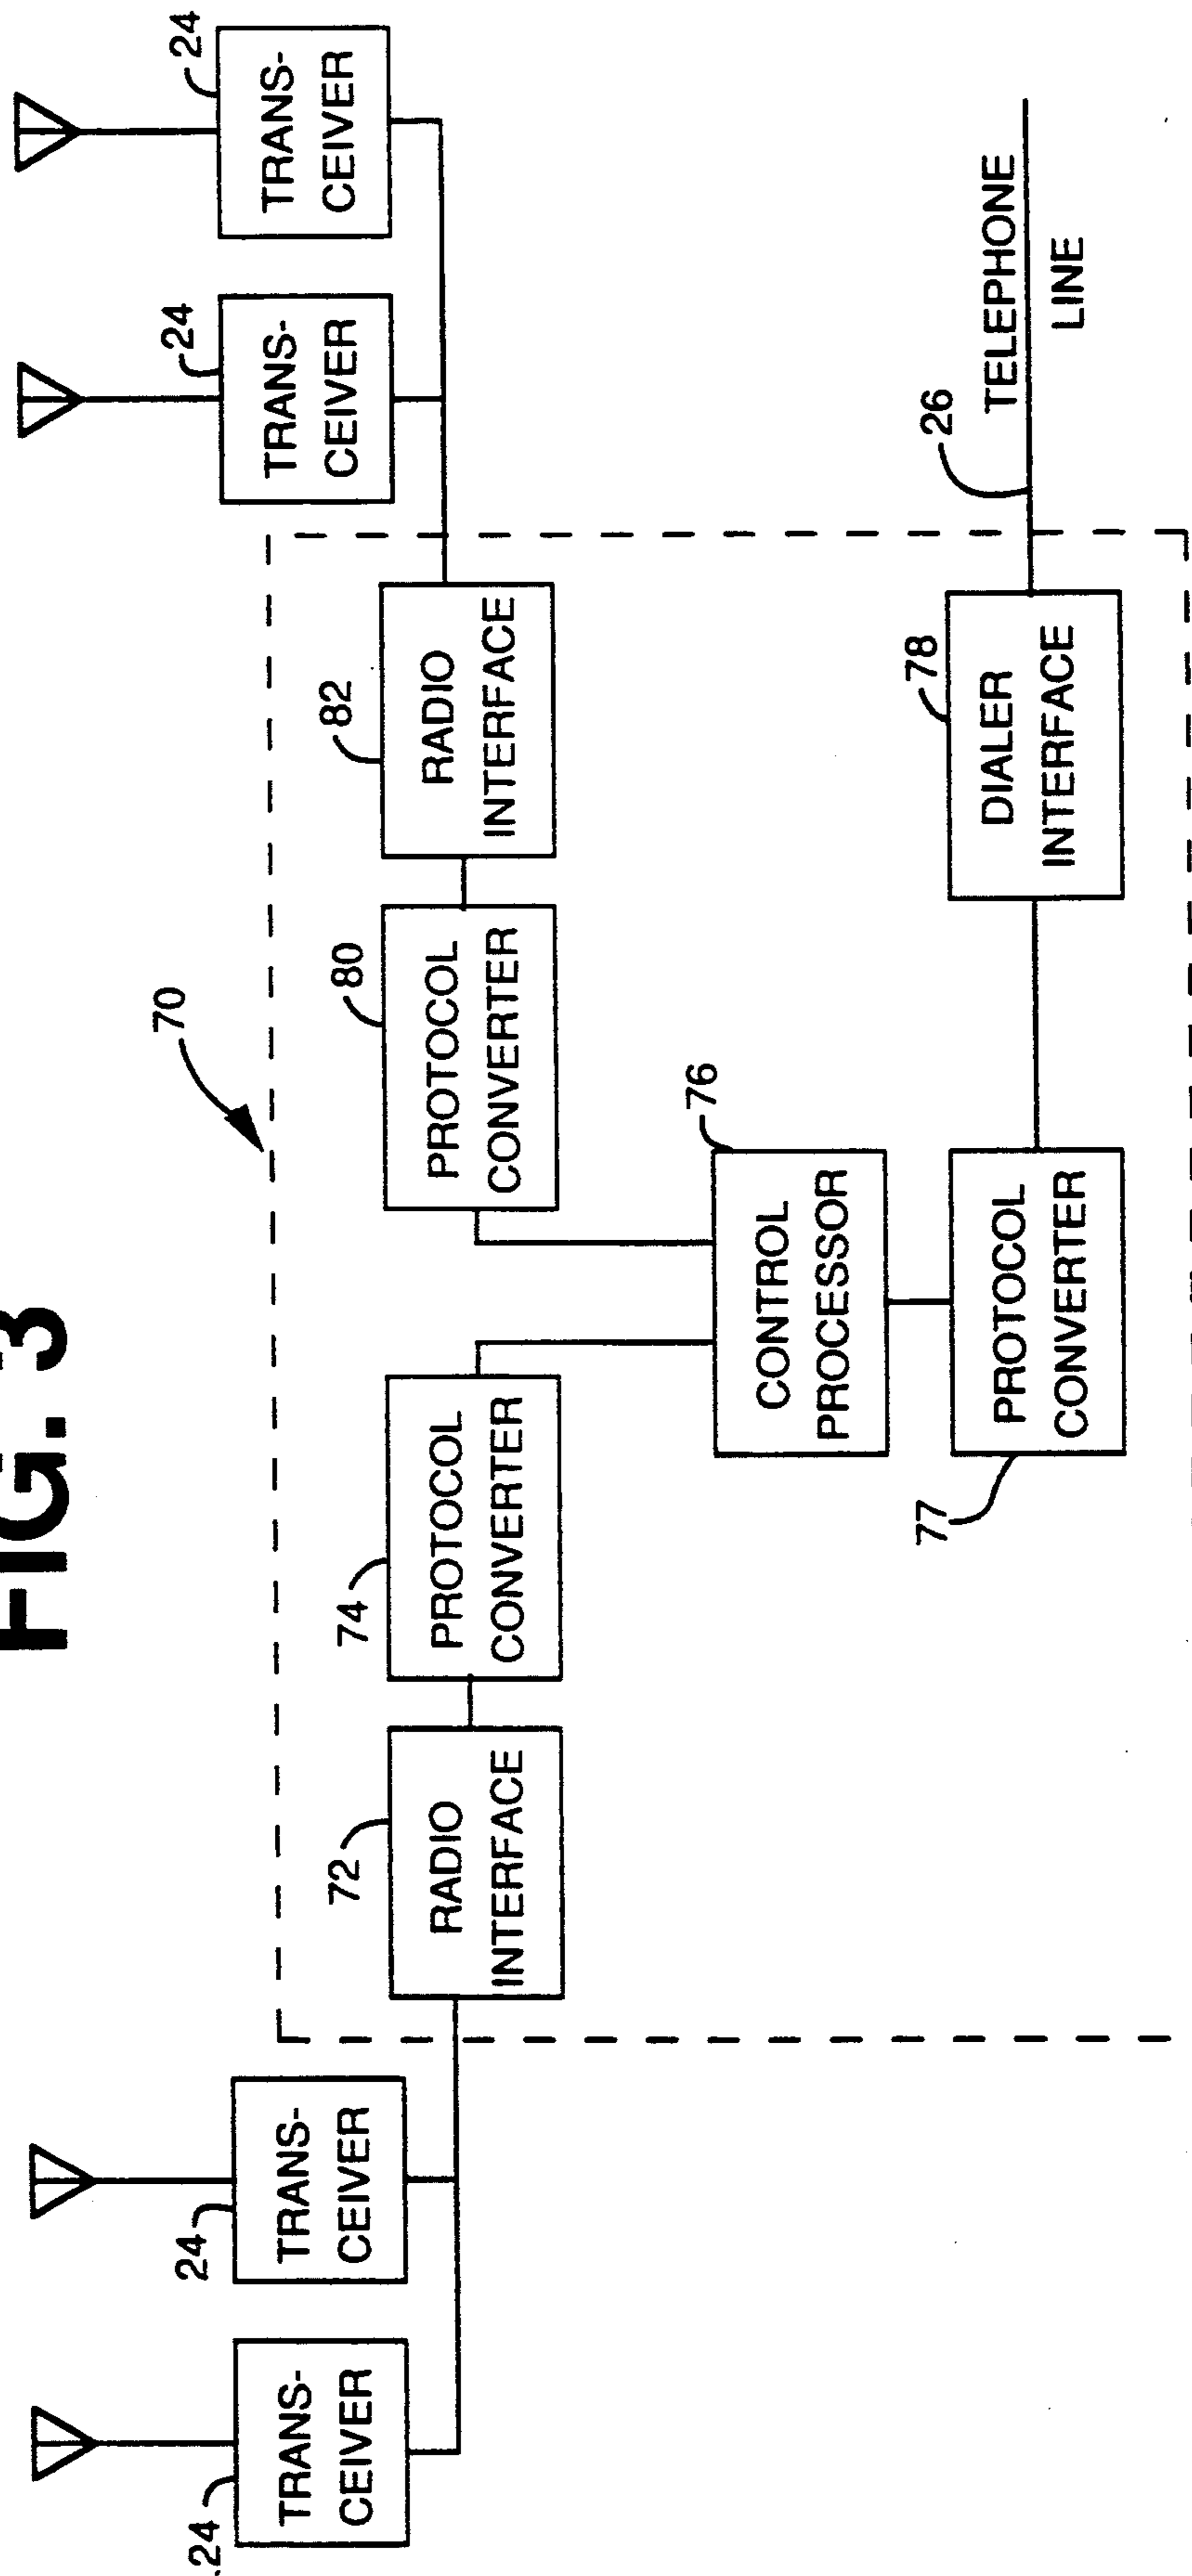 FIG. 3
24
TRANS-
CEIVER
24
TRANS-
CEIVER
24
TRANS-
CEIVER
24
TRANS-
CEIVER
70
72
RADIO
INTERFACE
74
PROTOCOL
CONVERTER
80
PROTOCOL
CONVERTER
82
RADIO
INTERFACE
76
CONTROL
PROCESSOR
77
PROTOCOL
CONVERTER
78
DIALER
INTERFACE
26
TELEPHONE
LINE